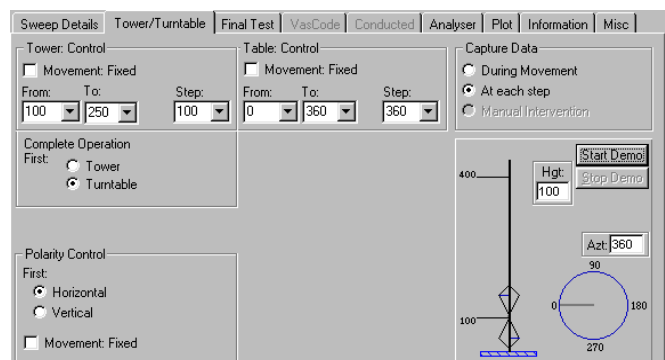 Sweep Details Tower/Turntable Final Test VasCode Conducted Analyser Plot Information Misc
Tower: Control
Movement: Fixed
From: To: Step:
100 250 100
Table: Control
Movement: Fixed
From: To: Step:
0 360 360
Capture Data
During Movement
At each step
Manual Intervention
Complete Operation
First:
Tower
Turntable
Polarity Control
First:
Horizontal
Vertical
Movement: Fixed
Start Demo
Stop Demo
Hgt:
100
400
100
Azt: 360
90
0 180
270